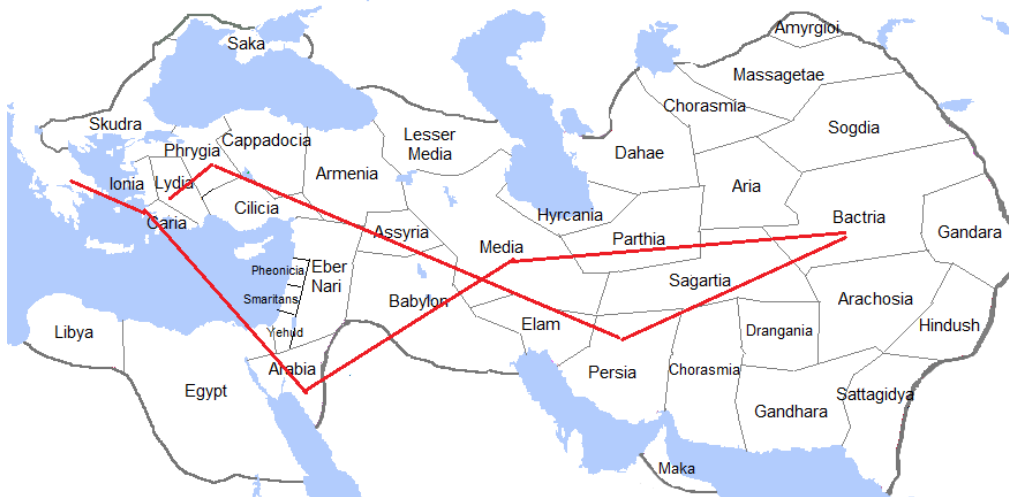 Amyrgioi
Saka
Massagetae
Chorasmia
Skudra
Sogdia
Cappadocia
Lesser
Media
Phrygia
Dahae
Armenia
Ionia
Lydia
Aria
Cilicia
Hyrcania
Caria
Bactria
Assyria
Parthia
Gandara
Media
Pheonicia
Eber
Nari
Sagartia
Smaritans
Babylon
Arachosia
Elam
Libya
Yehud
Drangania
Hindush
Arabia
Persia
Chorasmia
Egypt
Sattagidya
Gandhara
Maka